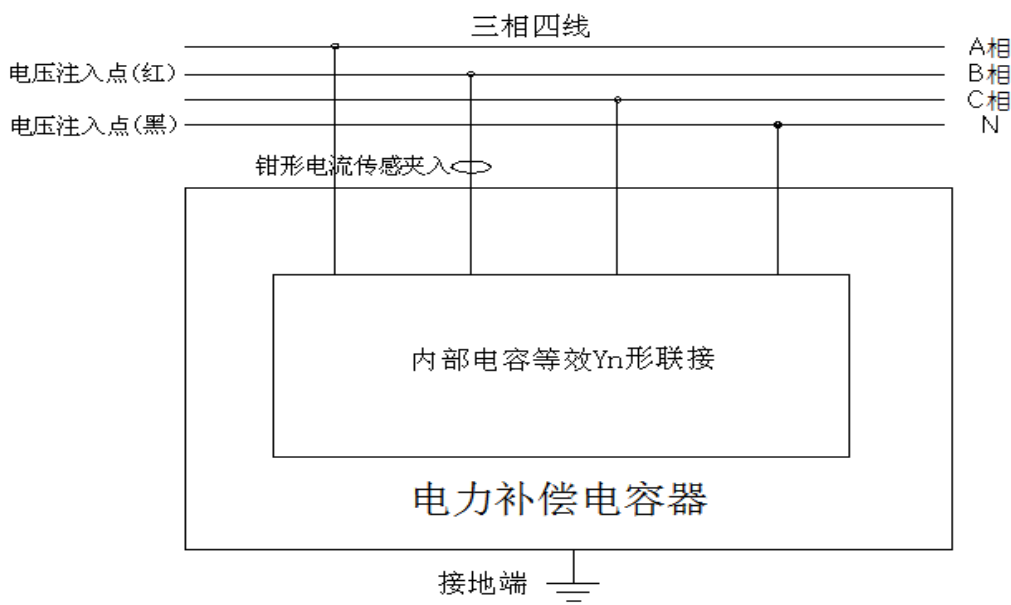 三相四线
A相
电压注入点(红)
B相
C相
电压注入点(黑)
N
钳形电流传感夹入
内部电容等效Yn形联接
电力补偿电容器
接地端